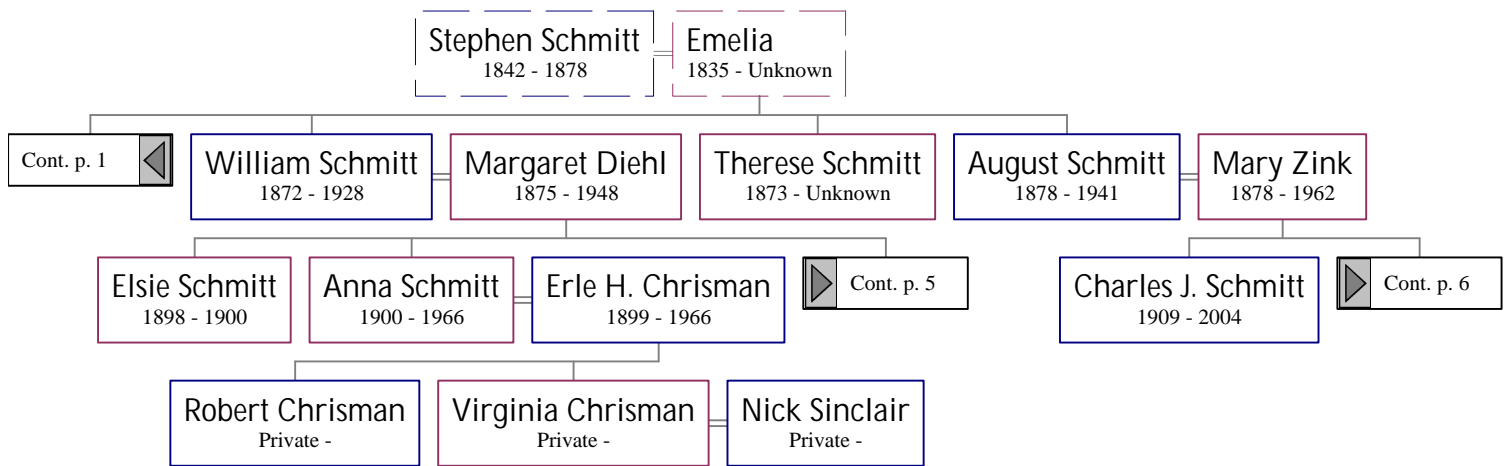 Stephen Schmitt
1842 - 1878
Emelia
1835 - Unknown
Cont. p. 1
William Schmitt
1872 - 1928
Margaret Diehl
1875 - 1948
Therese Schmitt
1873 - Unknown
August Schmitt
1878 - 1941
Mary Zink
1878 - 1962
Elsie Schmitt
1898 - 1900
Anna Schmitt
1900 - 1966
Erle H. Chrisman
1899 - 1966
Cont. p. 5
Charles J. Schmitt
1909 - 2004
Cont. p. 6
Robert Chrisman
Private -
Virginia Chrisman
Private -
Nick Sinclair
Private -